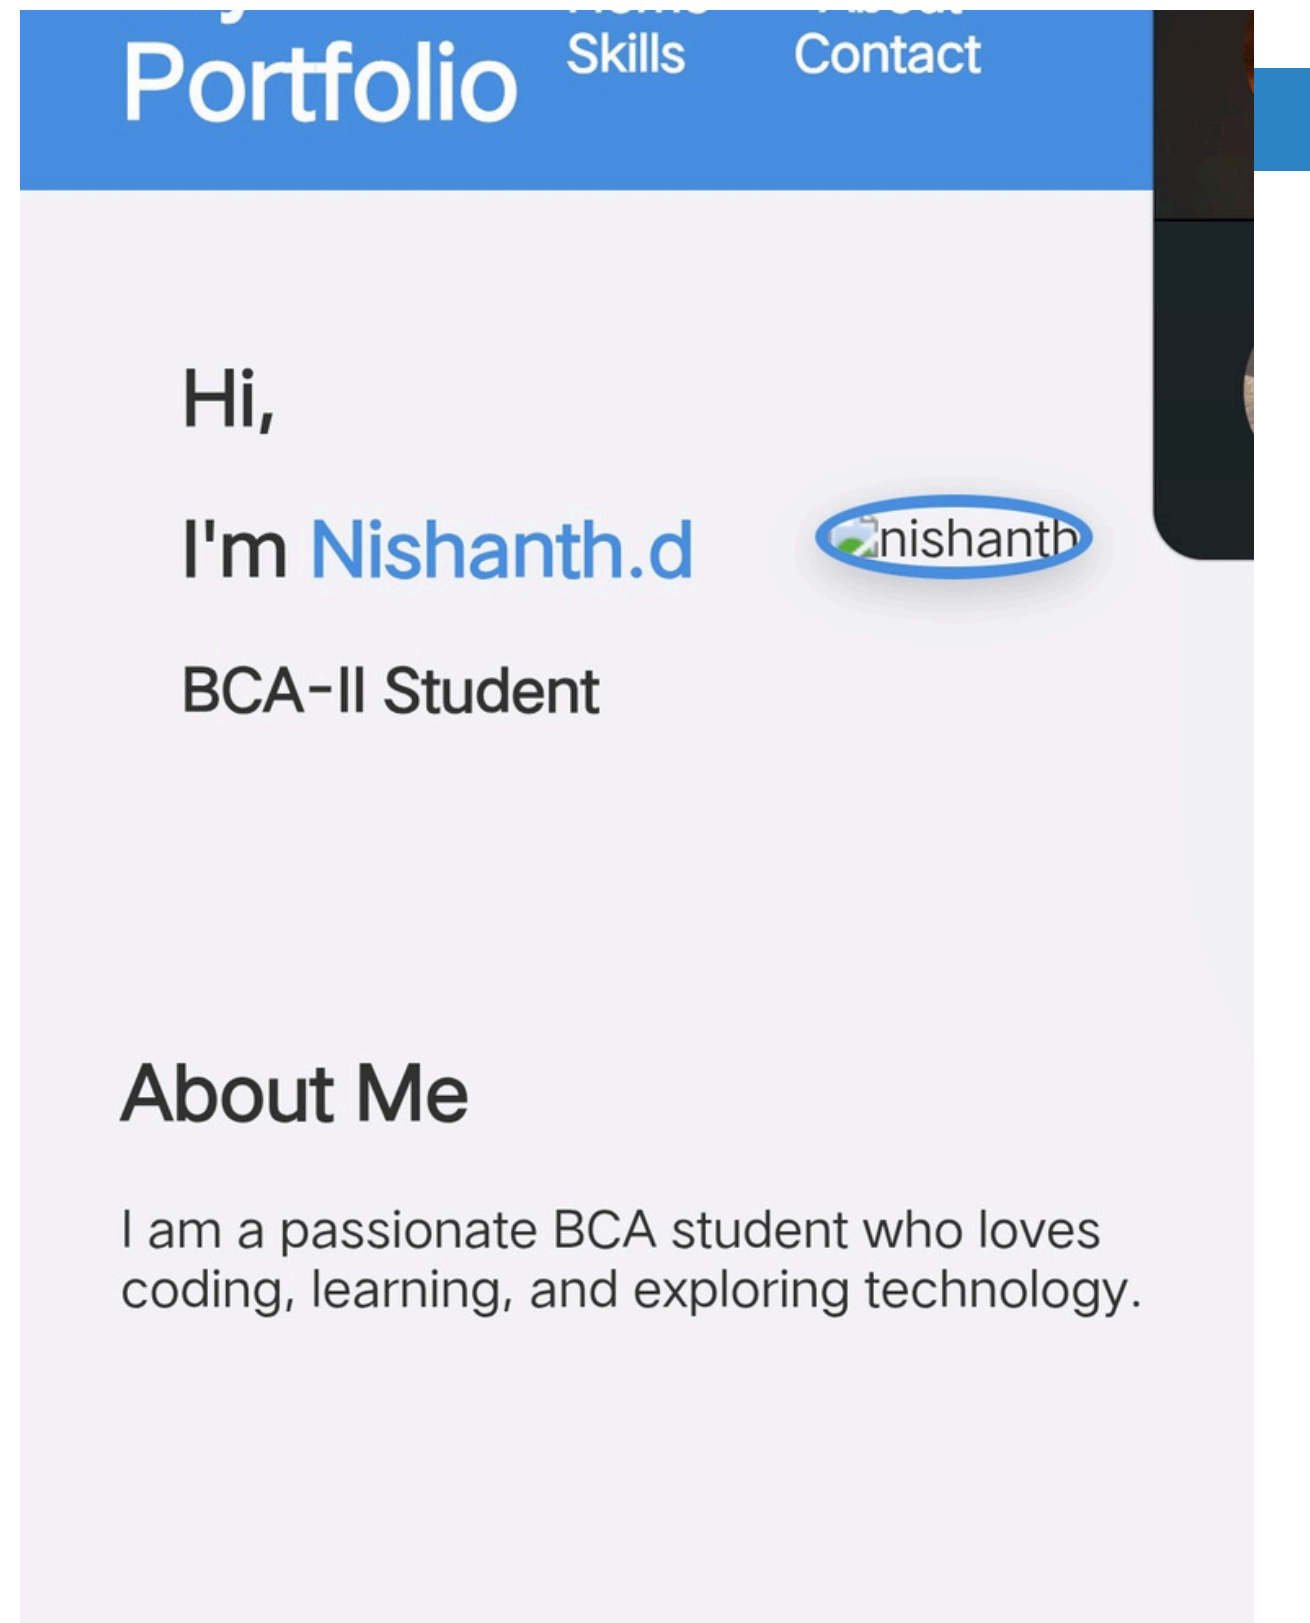 Portfolio
Skills Contact
Hi,
I'm Nishanth.d
nishanth
BCA-II Student
About Me
I am a passionate BCA student who loves
coding, learning, and exploring technology.